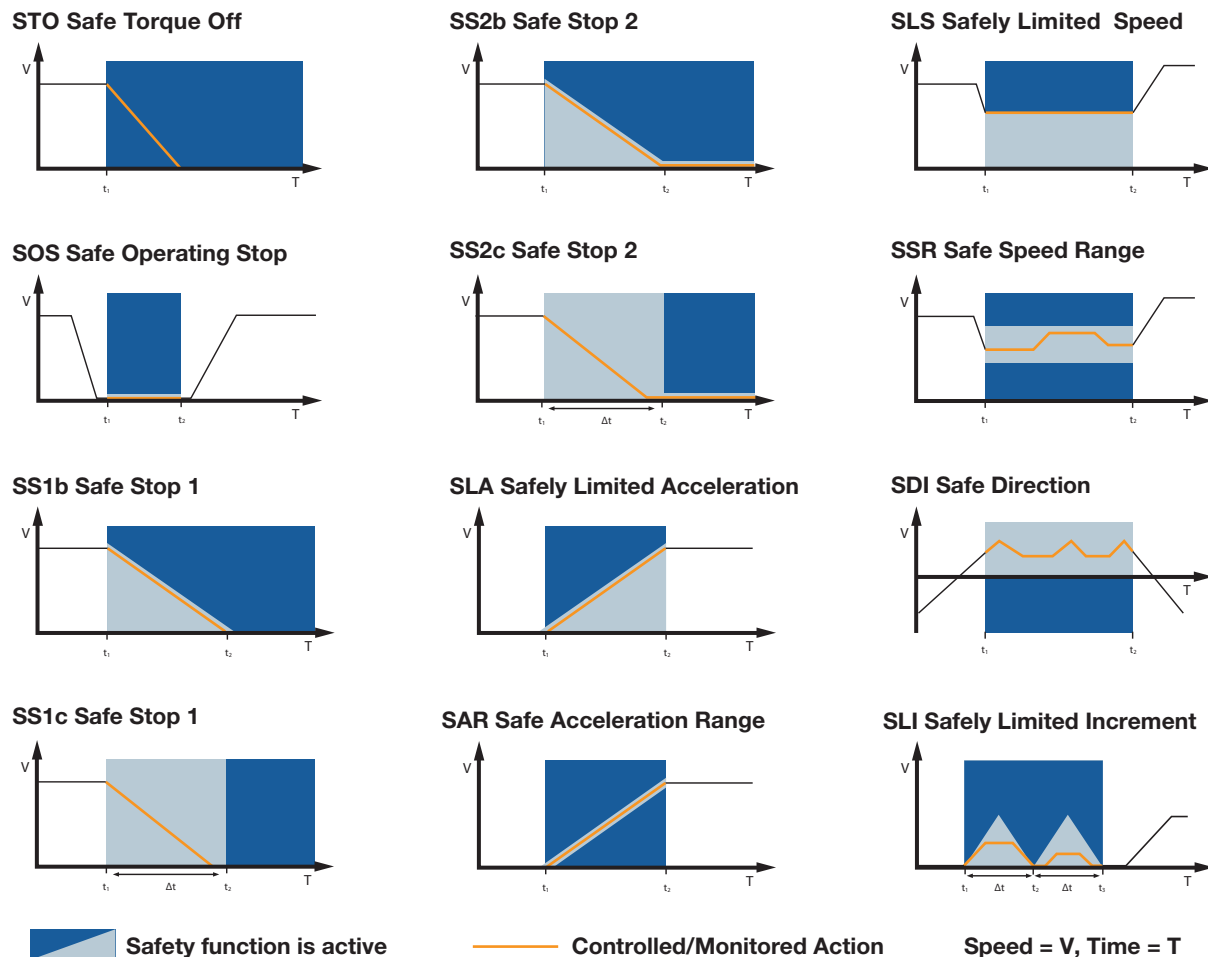 STO Safe Torque Off
V
T
t₁
SS2b Safe Stop 2
V
T
t₁
t₂
SLS Safely Limited Speed
V
T
t₁
t₂
SOS Safe Operating Stop
V
T
t₁
t₂
SS2c Safe Stop 2
V
T
t₁
Δt
t₂
SSR Safe Speed Range
V
T
t₁
t₂
SS1b Safe Stop 1
V
T
t₁
t₂
SLA Safely Limited Acceleration
V
T
t₁
t₂
SDI Safe Direction
V
T
t₁
t₂
SS1c Safe Stop 1
V
T
t₁
Δt
t₂
SAR Safe Acceleration Range
V
T
t₁
t₂
SLI Safely Limited Increment
V
T
t₁
Δt
t₂
Δt
t₃
Safety function is active
Controlled/Monitored Action
Speed = V, Time = T